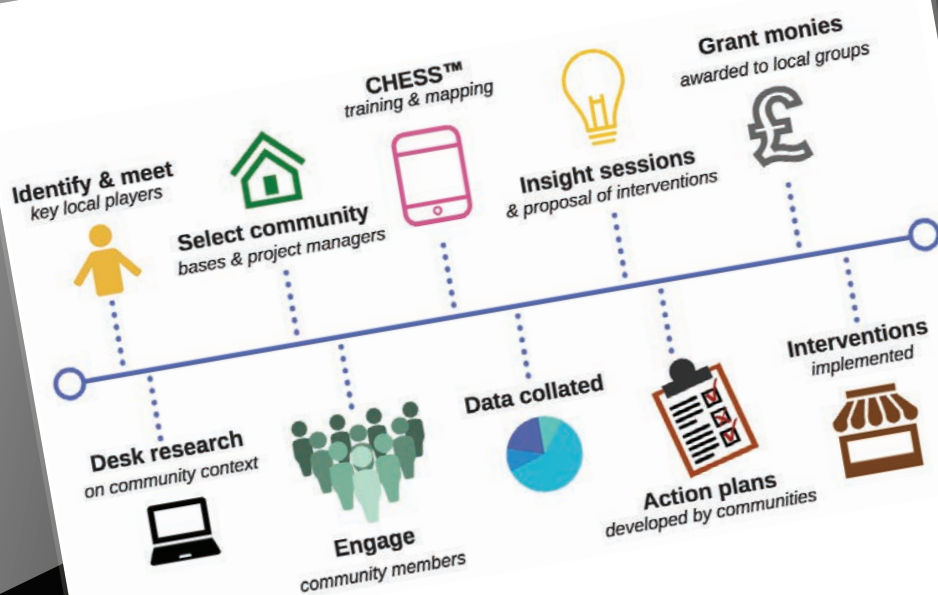 Identify & meet
key local players
Desk research
on community context
Select community
bases & project managers
Engage
community members
CHESS™
training & mapping
Data collated
Insight sessions
& proposal of interventions
Action plans
developed by communities
Grant monies
awarded to local groups
£
Interventions
implemented